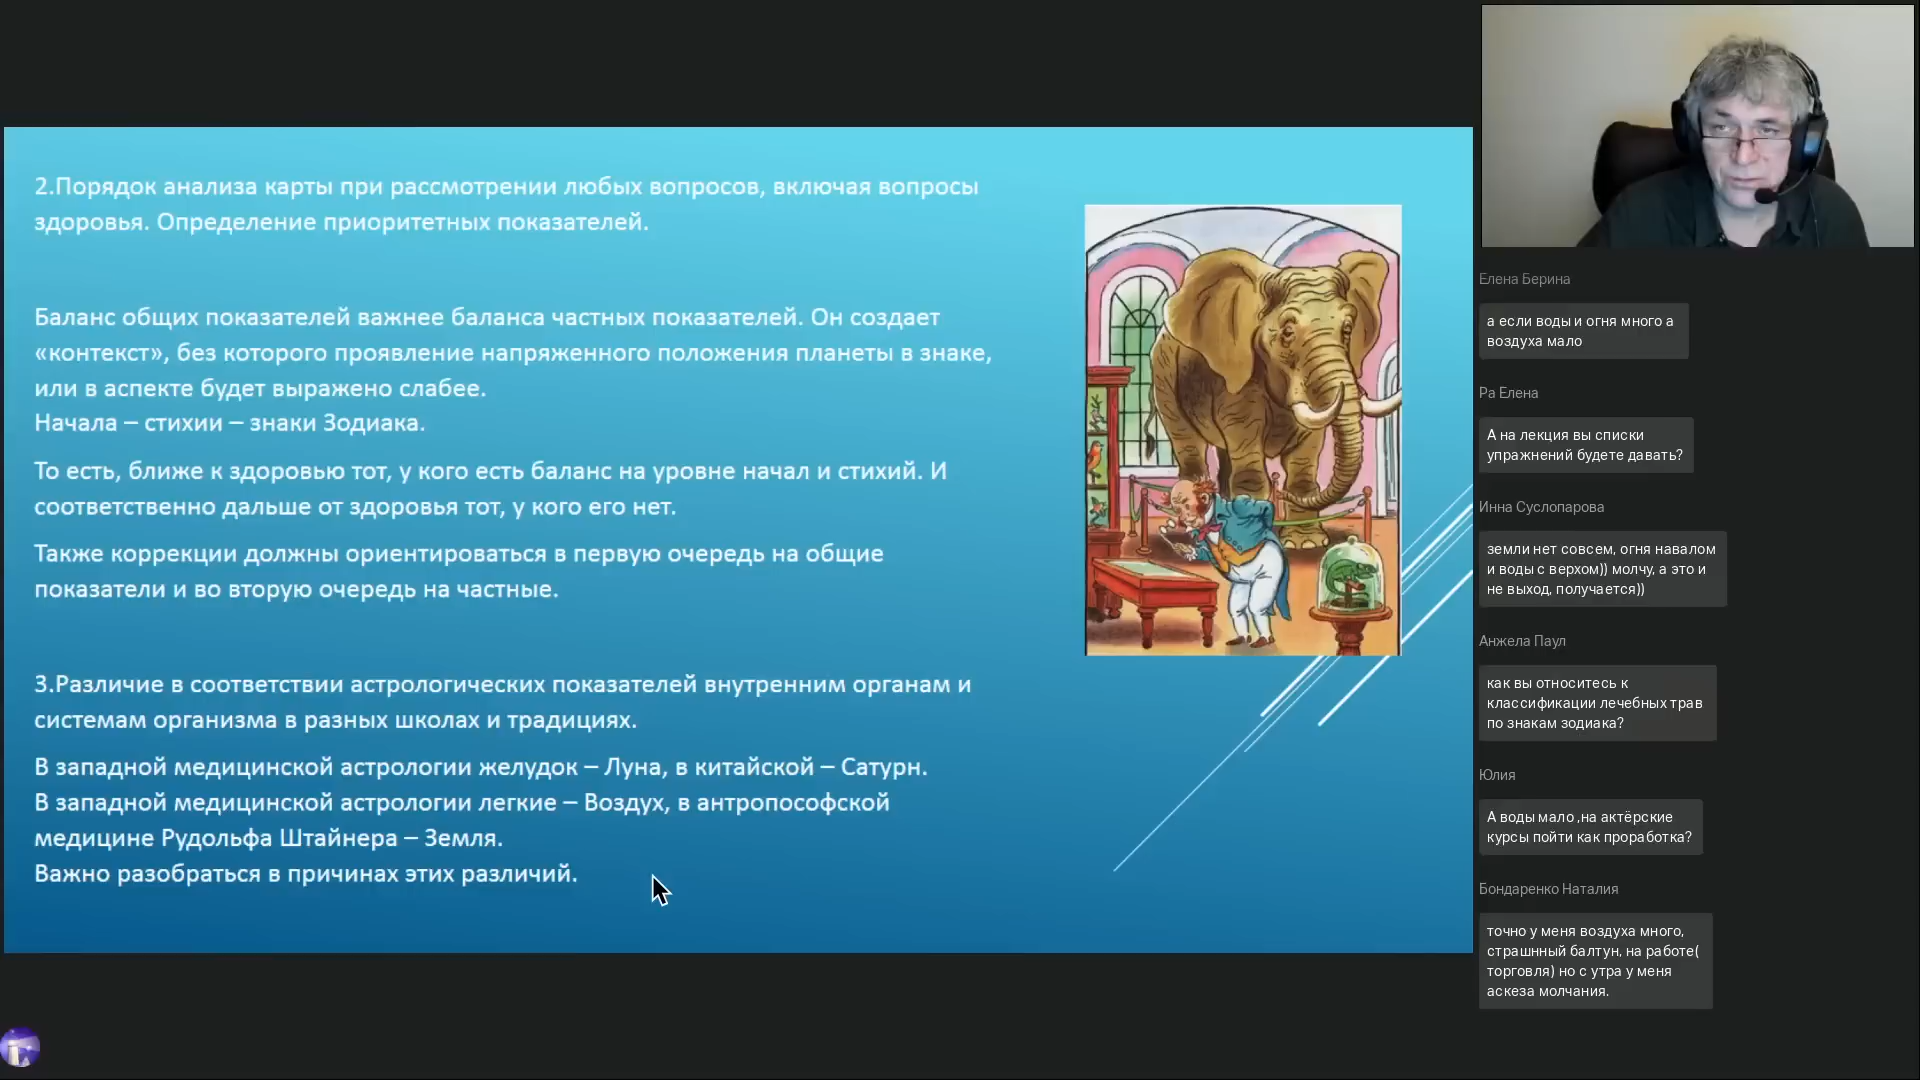 2.Порядок анализа карты при рассмотрении любых вопросов, включая вопросы
здоровья. Определение приоритетных показателей.
Баланс общих показателей важнее баланса частных показателей. Он создает
«контекст», без которого проявление напряженного положения планеты в знаке,
или в аспекте будет выражено слабее.
Начала – стихии – знаки Зодиака.
То есть, ближе к здоровью тот, у кого есть баланс на уровне начал и стихий. И
соответственно дальше от здоровья тот, у кого его нет.
Также коррекции должны ориентироваться в первую очередь на общие
показатели и во вторую очередь на частные.
3.Различие в соответствии астрологических показателей внутренним органам и
системам организма в разных школах и традициях.
В западной медицинской астрологии желудок – Луна, в китайской – Сатурн.
В западной медицинской астрологии легкие – Воздух, в антропософской
медицине Рудольфа Штайнера – Земля.
Важно разобраться в причинах этих различий.
Елена Берина
а если воды и огня много а
воздуха мало
Ра Елена
А на лекция вы списки
упражнений будете давать?
Инна Суслопарова
земли нет совсем, огня навалом
и воды с верхом)) молчу, а это и
не выход, получается))
Анжела Паул
как вы относитесь к
классификации лечебных трав
по знакам зодиака?
Юлия
А воды мало ,на актёрские
курсы пойти как проработка?
Бондаренко Наталия
точно у меня воздуха много,
страшнный балтун, на работе(
торговля) но с утра у меня
аскеза молчания.